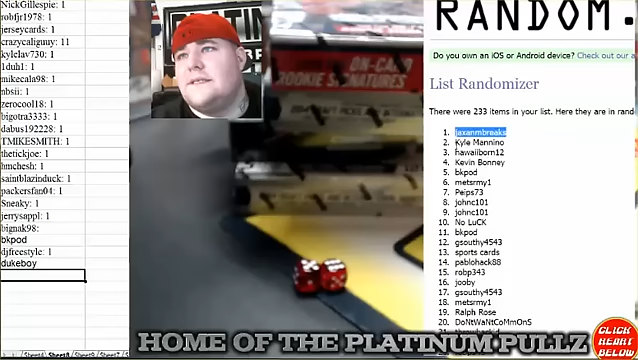 NickGillespie: 1
robfjr1978: 1
jerseycards: 1
crazycaliguy: 11
kylclav730: 1
1duh1: 1
mikecala98: 1
nbsii: 1
zerocool18: 1
bigotra3333: 1
dabus192228: 1
TMIKESMITH: 1
thetickjoe: 1
hmchesh: 1
saintblazinduck: 1
packersfan04: 1
Sneaky: 1
jerrysappl: 1
bignak98:
bkpod
djfreestyle: 1
dukeboy
ON-CARD
ROOKIE SIGNATURES
RANDOM.
Do you own an iOS or Android device? Check out our a
List Randomizer
There were 233 items in your list. Here they are in rand
1. jaxanmbreaks
2. Kyle Mannino
3. hawaiiborn12
4. Kevin Bonney
5. bkpod
6. metsrmy1
7. Peips73
8. johnc101
9. johnc101
10. No LuCK
11. bkpod
12. gsouthy4543
13. sports cards
14. pablohack88
15. robp343
16. jooby
17. gsouthy4543
18. metsrmy1
19. Ralph Rose
20. DoNtWaNtCoMmOnS
HOME OF THE PLATINUM PULLZ
CLICK
HEART
BELOW